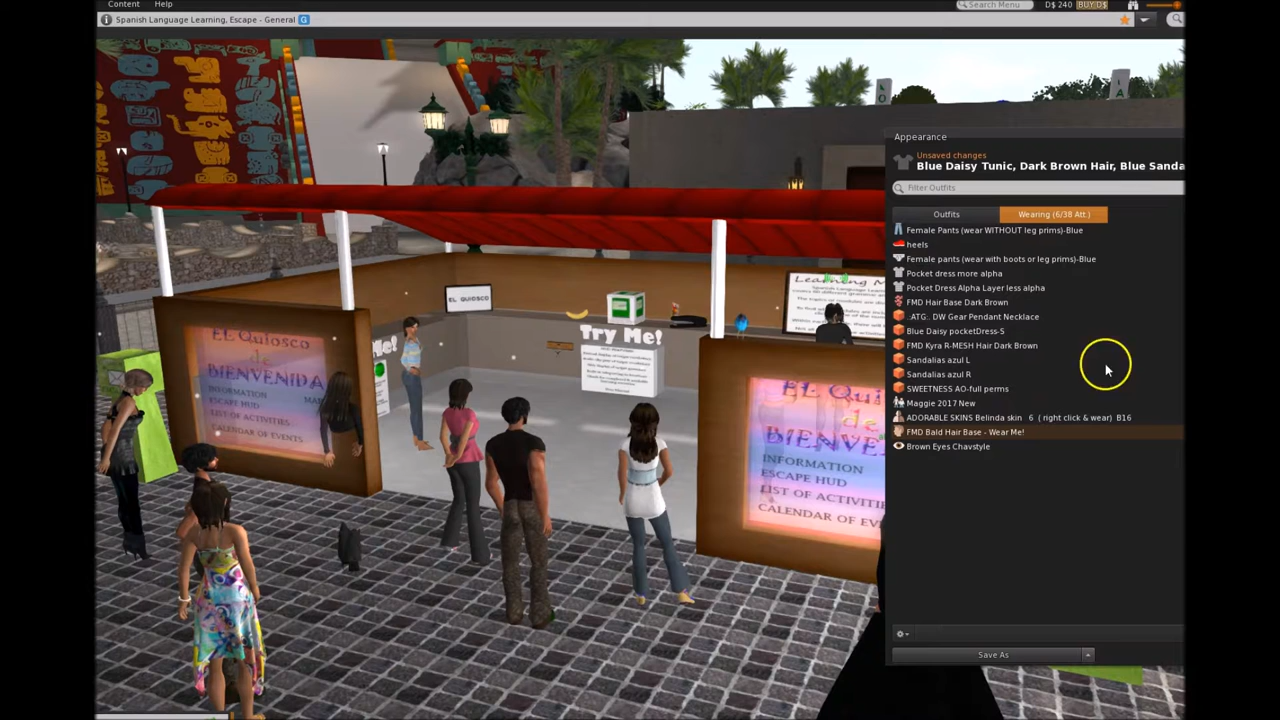 Content Help
Search Menu D$ 240 BUY D$
Spanish Language Learning, Escape - General G
Appearance
Unsaved changes
Blue Daisy Tunic, Dark Brown Hair, Blue Sanda
Filter Outfits
Outfits Wearing (6/38 Att.)
Female Pants (wear WITHOUT leg prims)-Blue
heels
Female pants (wear with boots or leg prims)-Blue
Pocket dress more alpha
Pocket Dress Alpha Layer less alpha
FMD Hair Base Dark Brown
.:ATG:. DW Gear Pendant Necklace
Blue Daisy pocketDress-S
FMD Kyra R-MESH Hair Dark Brown
Sandalias azul L
Sandalias azul R
SWEETNESS AO-full perms
Maggie 2017 New
ADORABLE SKINS Belinda skin 6 ( right click & wear) B16
FMD Bald Hair Base - Wear Me!
Brown Eyes Chavstyle
Save As
EL QUIOSCO
Try Me!
Learning M
EL Quiosco
de
BIENVENIDA
INFORMATION
ESCAPE HUD
LIST OF ACTIVITIES
CALENDAR OF EVENTS
de
INFORMATION
ESCAPE HUD
LIST OF ACTIVIT
CALENDAR OF EV